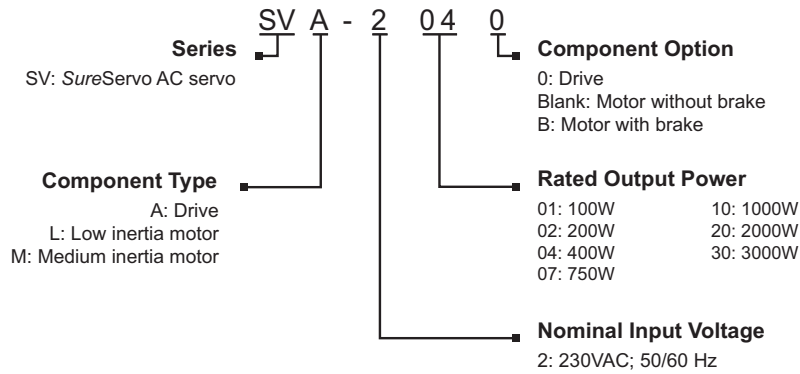 SV A - 2 04 0
Series
SV: SureServo AC servo
Component Type
A: Drive
L: Low inertia motor
M: Medium inertia motor
Component Option
0: Drive
Blank: Motor without brake
B: Motor with brake
Rated Output Power
01: 100W 10: 1000W
02: 200W 20: 2000W
04: 400W 30: 3000W
07: 750W
Nominal Input Voltage
2: 230VAC; 50/60 Hz